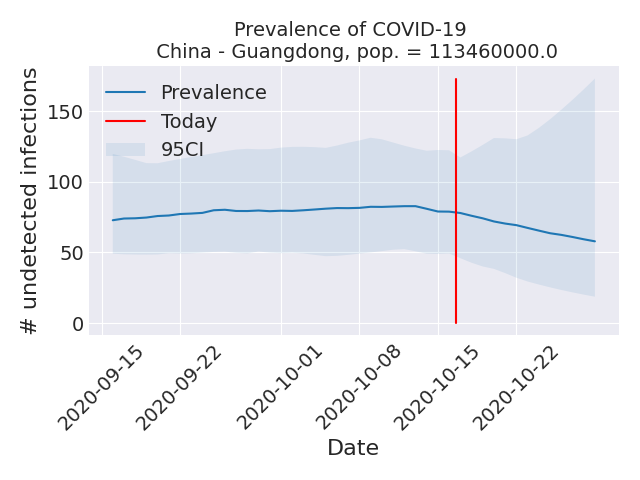 Prevalence of COVID-19
China - Guangdong, pop. = 113460000.0
# undetected infections
150
100
50
0
Prevalence
Today
95CI
2020-09-15
2020-09-22
2020-10-01
2020-10-08
2020-10-15
2020-10-22
Date